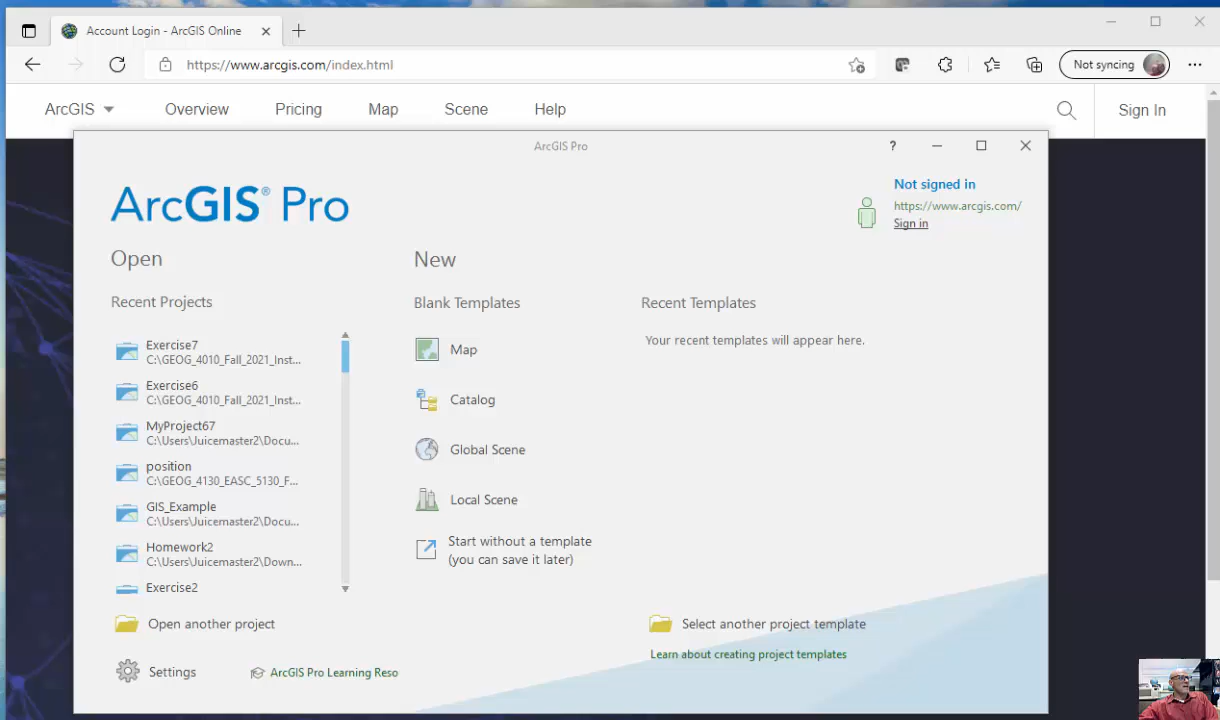 Account Login - ArcGIS Online
https://www.arcgis.com/index.html
Not syncing
ArcGIS Overview Pricing Map Scene Help Sign In
ArcGIS Pro
?
ArcGIS® Pro
Not signed in
https://www.arcgis.com/
Sign in
Open
Recent Projects
Exercise7
C:\GEOG_4010_Fall_2021_Inst...
Exercise6
C:\GEOG_4010_Fall_2021_Inst...
MyProject67
C:\Users\Juicemaster2\Docu...
position
C:\GEOG_4130_EASC_5130_F...
GIS_Example
C:\Users\Juicemaster2\Docu...
Homework2
C:\Users\Juicemaster2\Down...
Exercise2
Open another project
Settings
ArcGIS Pro Learning Reso
New
Blank Templates
Map
Catalog
Global Scene
Local Scene
Start without a template
(you can save it later)
Recent Templates
Your recent templates will appear here.
Select another project template
Learn about creating project templates